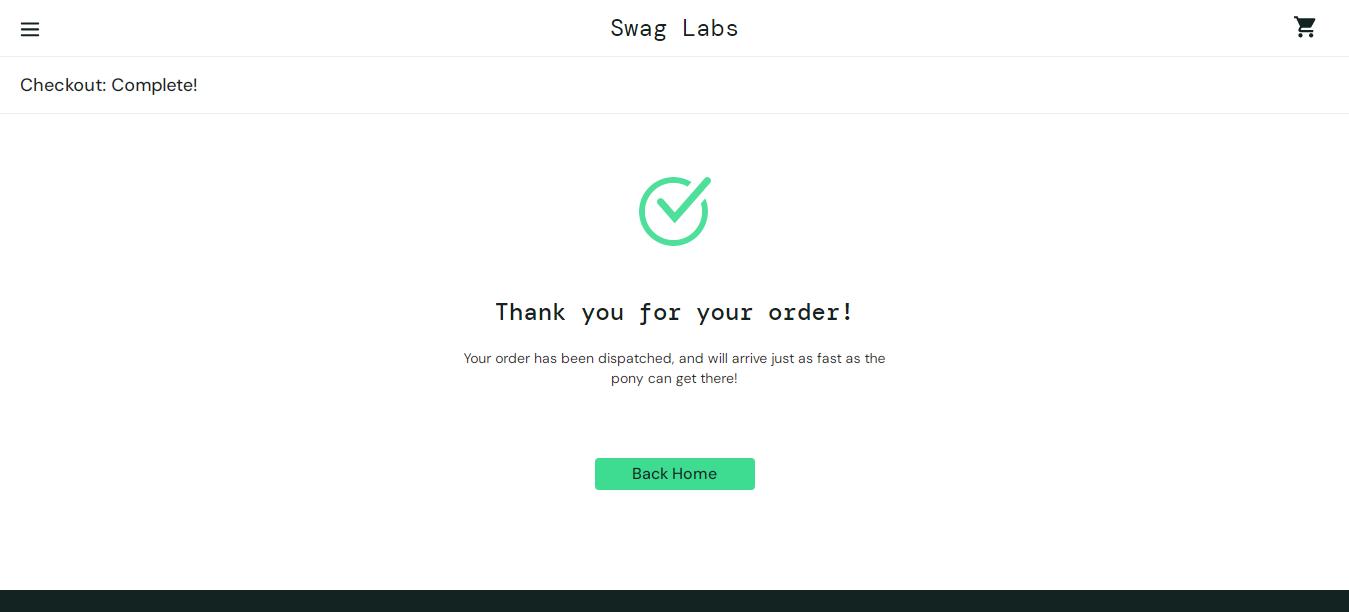 Swag Labs
Checkout: Complete!
Thank you for your order!
Your order has been dispatched, and will arrive just as fast as the
pony can get there!
Back Home